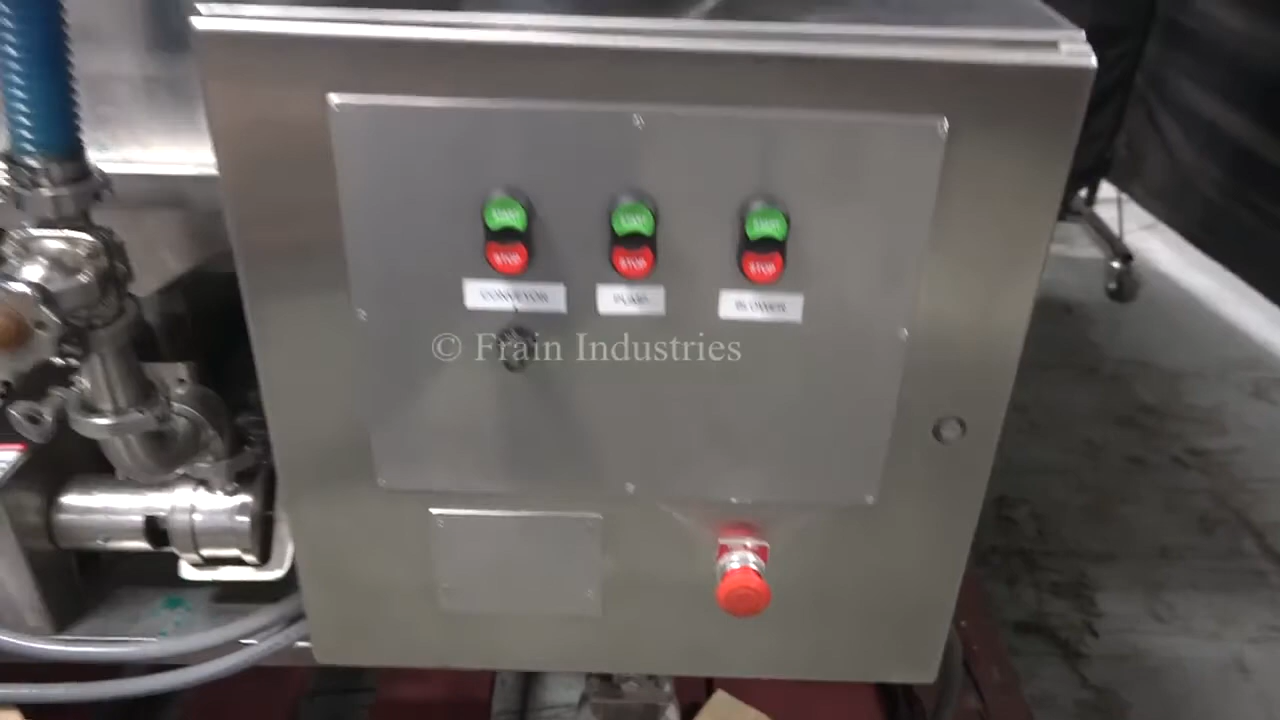 START START START
STOP STOP STOP
CONVEYOR PUMP BLOWER
© Frain Industries